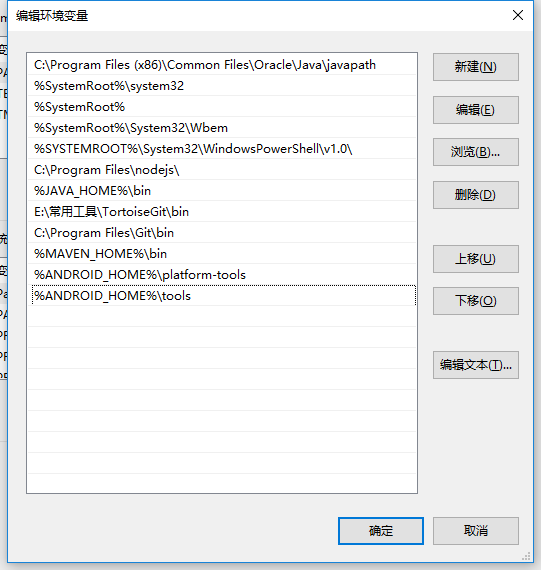 编辑环境变量
C:\Program Files (x86)\Common Files\Oracle\Java\javapath
%SystemRoot%\system32
%SystemRoot%
%SystemRoot%\System32\Wbem
%SYSTEMROOT%\System32\WindowsPowerShell\v1.0\
C:\Program Files\nodejs\
%JAVA_HOME%\bin
E:\常用工具\TortoiseGit\bin
C:\Program Files\Git\bin
%MAVEN_HOME%\bin
%ANDROID_HOME%\platform-tools
%ANDROID_HOME%\tools
新建(N)
编辑(E)
浏览(B)...
删除(D)
上移(U)
下移(O)
编辑文本(T)...
确定
取消